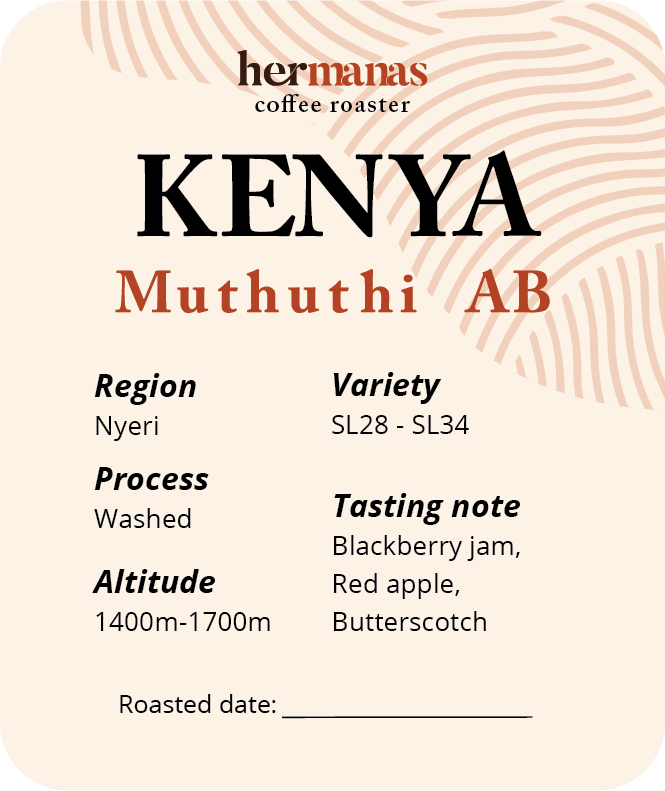 hermanas
coffee roaster
KENYA
Muthuthi AB
Region
Nyeri
Process
Washed
Altitude
1400m-1700m
Variety
SL28 - SL34
Tasting note
Blackberry jam,
Red apple,
Butterscotch
Roasted date: